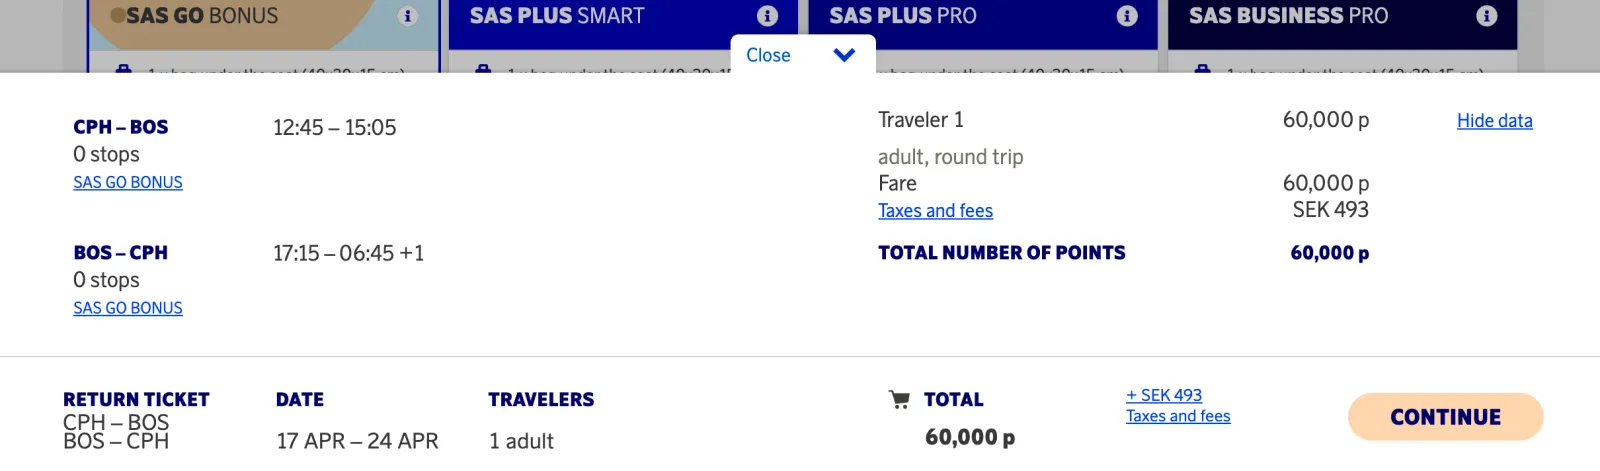 SAS GO BONUS
SAS PLUS SMART
SAS PLUS PRO
SAS BUSINESS PRO
Close
CPH – BOS 12:45 – 15:05
0 stops
SAS GO BONUS
BOS – CPH 17:15 – 06:45 +1
0 stops
SAS GO BONUS
Traveler 1 60,000 p Hide data
adult, round trip
Fare 60,000 p
Taxes and fees SEK 493
TOTAL NUMBER OF POINTS 60,000 p
RETURN TICKET
CPH – BOS
BOS – CPH
DATE
17 APR – 24 APR
TRAVELERS
1 adult
TOTAL
60,000 p
+ SEK 493
Taxes and fees
CONTINUE